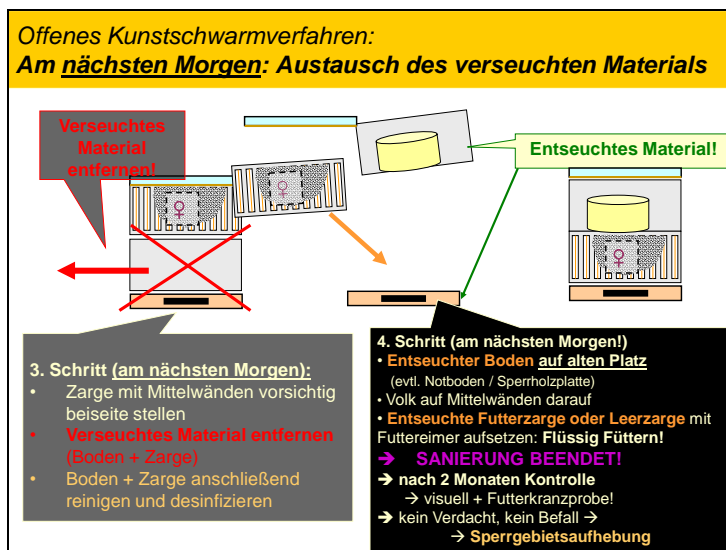 Offenes Kunstschwarmverfahren:
Am nächsten Morgen: Austausch des verseuchten Materials
Verseuchtes
Material
entfernen!
Entseuchtes Material!
♀
♀
♀
3. Schritt (am nächsten Morgen):
• Zarge mit Mittelwänden vorsichtig
beiseite stellen
• Verseuchtes Material entfernen
(Boden + Zarge)
• Boden + Zarge anschließend
reinigen und desinfizieren
4. Schritt (am nächsten Morgen!)
• Entseuchter Boden auf alten Platz
(evtl. Notboden / Sperrholzplatte)
• Volk auf Mittelwänden darauf
• Entseuchte Futterzarge oder Leerzarge mit
Futtereimer aufsetzen: Flüssig Füttern!
➔ SANIERUNG BEENDET!
➔ nach 2 Monaten Kontrolle
→ visuell + Futterkranzprobe!
➔ kein Verdacht, kein Befall →
→ Sperrgebietsaufhebung